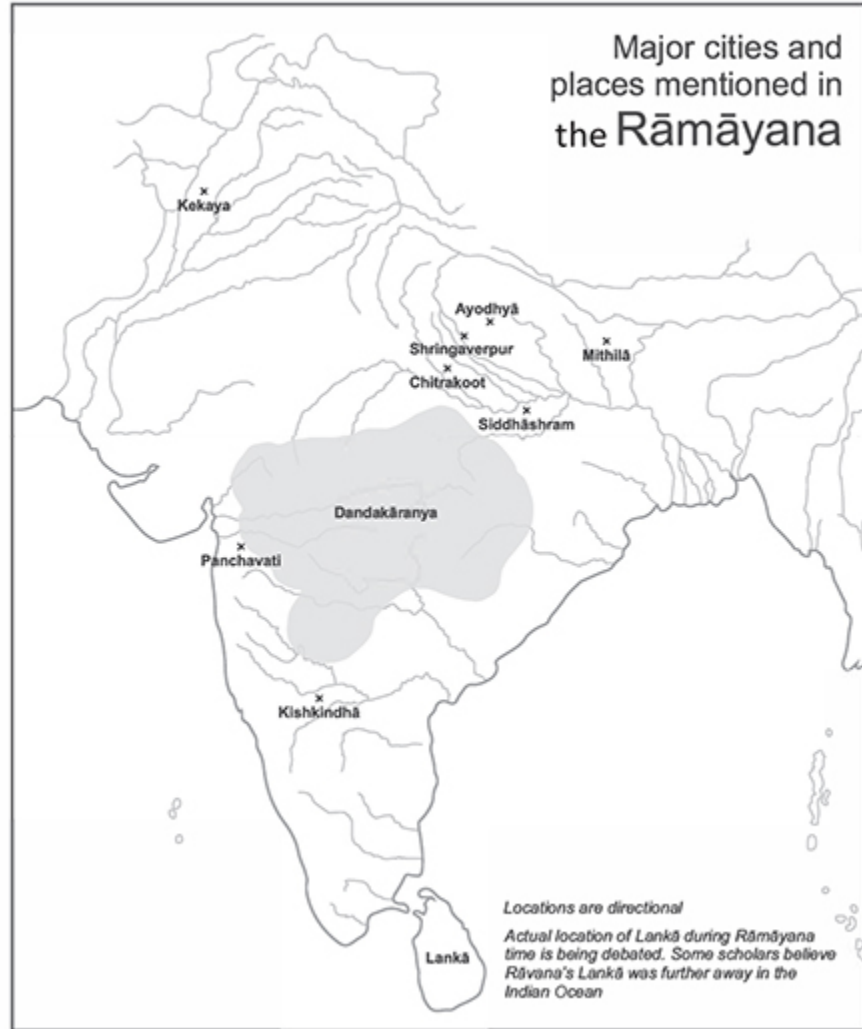 Major cities and
places mentioned in
the Rāmāyana
Kekaya
Ayodhyā
Shringaverpur
Mithilā
Chitrakoot
Siddhāshram
Dandakāranya
Panchavati
Kishkindhā
Lankā
Locations are directional
Actual location of Lankā during Rāmāyana
time is being debated. Some scholars believe
Rāvana's Lankā was further away in the
Indian Ocean